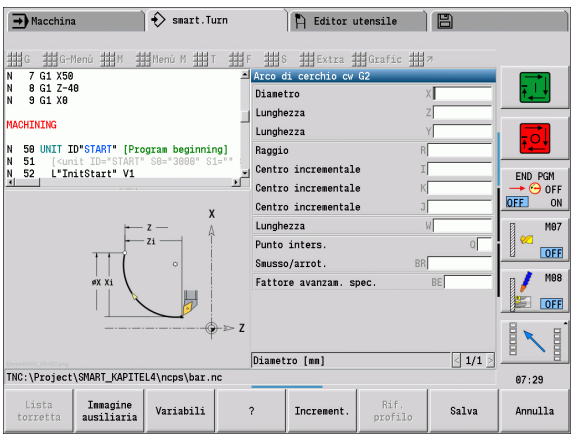 Macchina
smart.Turn
Editor utensile
G G-Menù M Menù M T F S Extra Grafic
N 7 G1 X50
N 8 G1 Z-40
N 9 G1 X0
MACHINING
N 50 UNIT ID"START" [Program beginning]
N 51 [<unit ID="START" S0="3000" S1=""
N 52 L"InitStart" V1
Arco di cerchio cw G2
Diametro X
Lunghezza Z
Lunghezza Y
Raggio R
Centro incrementale I
Centro incrementale K
Centro incrementale J
Lunghezza W
Punto inters. Q
Smusso/arrot. BR
Fattore avanzam. spec. BE
Diametro [mm]
1/1
X
Z
Zi
øX Xi
Z
TNC:\Project\SMART_KAPITEL4\ncps\bar.nc
I
END PGM
OFF
OFF ON
M07
OFF
M08
OFF
07:29
Lista torretta
Immagine ausiliaria
Variabili
?
Increment.
Rif. profilo
Salva
Annulla